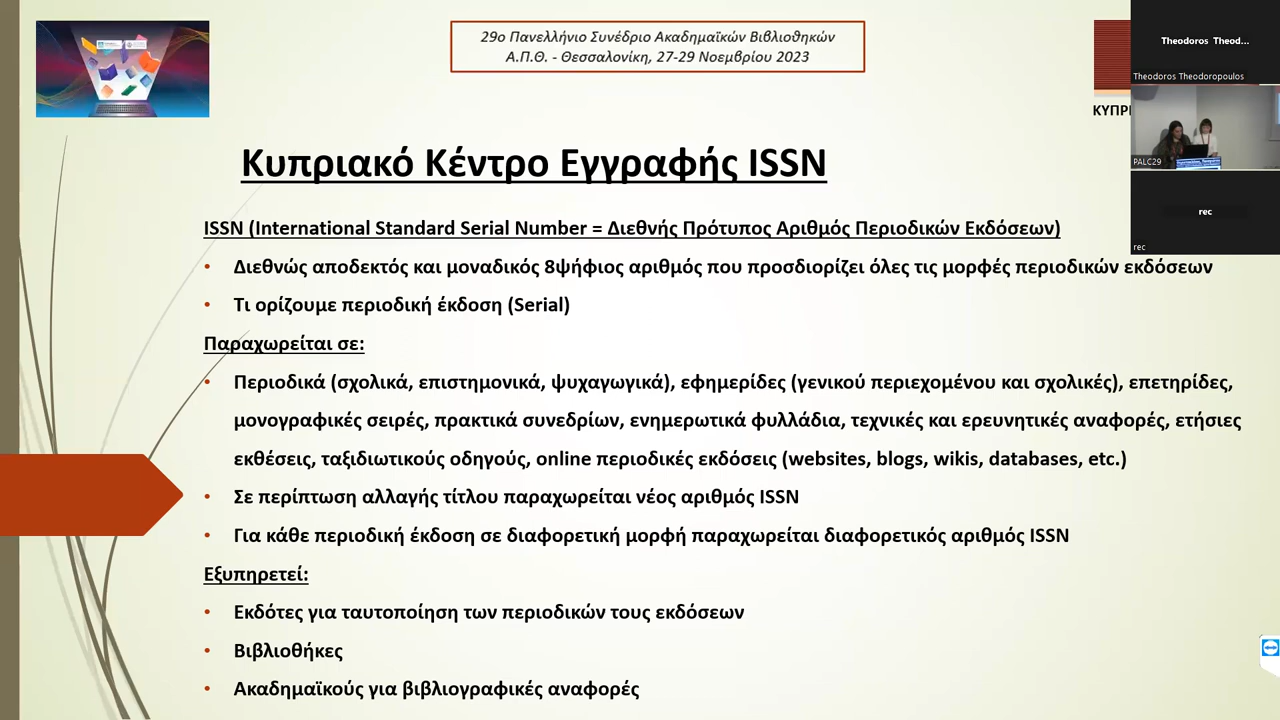 29ο Πανελλήνιο Συνέδριο Ακαδημαϊκών Βιβλιοθηκών
Α.Π.Θ. - Θεσσαλονίκη, 27-29 Νοεμβρίου 2023
ΚΥΠΡ
Theodoros Theod...
Theodoros Theodoropoulos
PALC29
rec
rec
Κυπριακό Κέντρο Εγγραφής ISSN
ISSN (International Standard Serial Number = Διεθνής Πρότυπος Αριθμός Περιοδικών Εκδόσεων)
• Διεθνώς αποδεκτός και μοναδικός 8ψήφιος αριθμός που προσδιορίζει όλες τις μορφές περιοδικών εκδόσεων
• Τι ορίζουμε περιοδική έκδοση (Serial)
Παραχωρείται σε:
• Περιοδικά (σχολικά, επιστημονικά, ψυχαγωγικά), εφημερίδες (γενικού περιεχομένου και σχολικές), επετηρίδες,
μονογραφικές σειρές, πρακτικά συνεδρίων, ενημερωτικά φυλλάδια, τεχνικές και ερευνητικές αναφορές, ετήσιες
εκθέσεις, ταξιδιωτικούς οδηγούς, online περιοδικές εκδόσεις (websites, blogs, wikis, databases, etc.)
• Σε περίπτωση αλλαγής τίτλου παραχωρείται νέος αριθμός ISSN
• Για κάθε περιοδική έκδοση σε διαφορετική μορφή παραχωρείται διαφορετικός αριθμός ISSN
Εξυπηρετεί:
• Εκδότες για ταυτοποίηση των περιοδικών τους εκδόσεων
• Βιβλιοθήκες
• Ακαδημαϊκούς για βιβλιογραφικές αναφορές